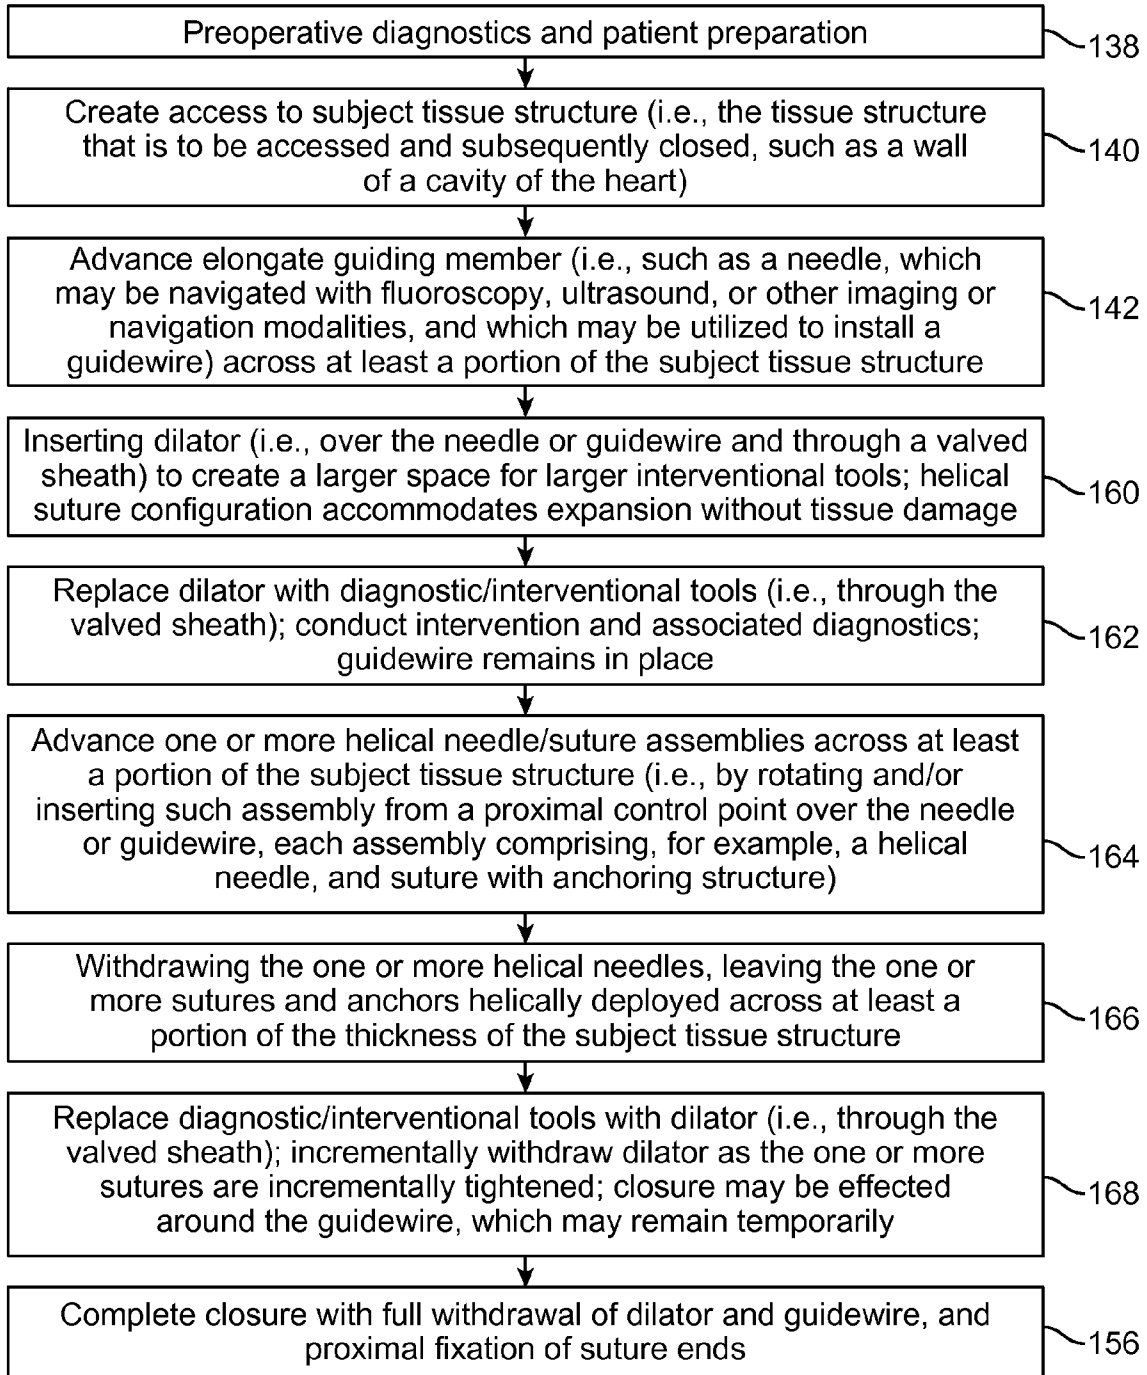 Preoperative diagnostics and patient preparation
138
Create access to subject tissue structure (i.e., the tissue structure
that is to be accessed and subsequently closed, such as a wall
of a cavity of the heart)
140
Advance elongate guiding member (i.e., such as a needle, which
may be navigated with fluoroscopy, ultrasound, or other imaging or
navigation modalities, and which may be utilized to install a
guidewire) across at least a portion of the subject tissue structure
142
Inserting dilator (i.e., over the needle or guidewire and through a valved
sheath) to create a larger space for larger interventional tools; helical
suture configuration accommodates expansion without tissue damage
160
Replace dilator with diagnostic/interventional tools (i.e., through the
valved sheath); conduct intervention and associated diagnostics;
guidewire remains in place
162
Advance one or more helical needle/suture assemblies across at least
a portion of the subject tissue structure (i.e., by rotating and/or
inserting such assembly from a proximal control point over the needle
or guidewire, each assembly comprising, for example, a helical
needle, and suture with anchoring structure)
164
Withdrawing the one or more helical needles, leaving the one or
more sutures and anchors helically deployed across at least a
portion of the thickness of the subject tissue structure
166
Replace diagnostic/interventional tools with dilator (i.e., through the
valved sheath); incrementally withdraw dilator as the one or more
sutures are incrementally tightened; closure may be effected
around the guidewire, which may remain temporarily
168
Complete closure with full withdrawal of dilator and guidewire, and
proximal fixation of suture ends
156